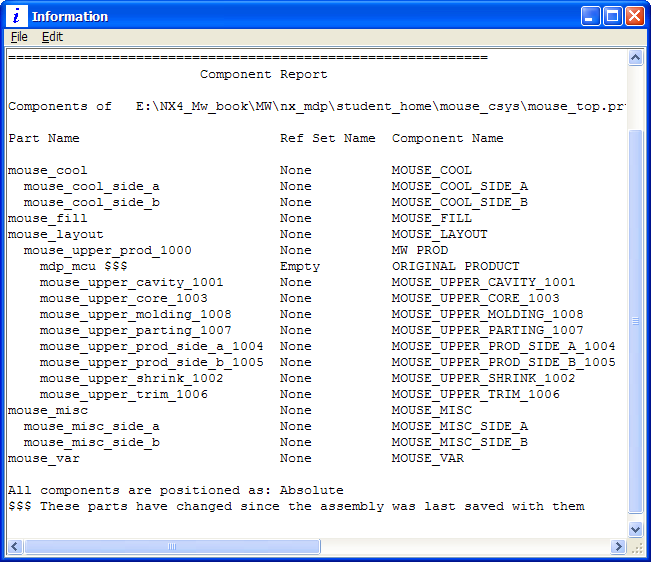 Information
File Edit
============================================================
Component Report
Components of E:\NX4_Mw_book\MW\nx_mdp\student_home\mouse_csys\mouse_top.pr
Part Name Ref Set Name Component Name
mouse_cool None MOUSE_COOL
mouse_cool_side_a None MOUSE_COOL_SIDE_A
mouse_cool_side_b None MOUSE_COOL_SIDE_B
mouse_fill None MOUSE_FILL
mouse_layout None MOUSE_LAYOUT
mouse_upper_prod_1000 None MW PROD
mdp_mcu $$$ Empty ORIGINAL PRODUCT
mouse_upper_cavity_1001 None MOUSE_UPPER_CAVITY_1001
mouse_upper_core_1003 None MOUSE_UPPER_CORE_1003
mouse_upper_molding_1008 None MOUSE_UPPER_MOLDING_1008
mouse_upper_parting_1007 None MOUSE_UPPER_PARTING_1007
mouse_upper_prod_side_a_1004 None MOUSE_UPPER_PROD_SIDE_A_1004
mouse_upper_prod_side_b_1005 None MOUSE_UPPER_PROD_SIDE_B_1005
mouse_upper_shrink_1002 None MOUSE_UPPER_SHRINK_1002
mouse_upper_trim_1006 None MOUSE_UPPER_TRIM_1006
mouse_misc None MOUSE_MISC
mouse_misc_side_a None MOUSE_MISC_SIDE_A
mouse_misc_side_b None MOUSE_MISC_SIDE_B
mouse_var None MOUSE_VAR
All components are positioned as: Absolute
$$$ These parts have changed since the assembly was last saved with them